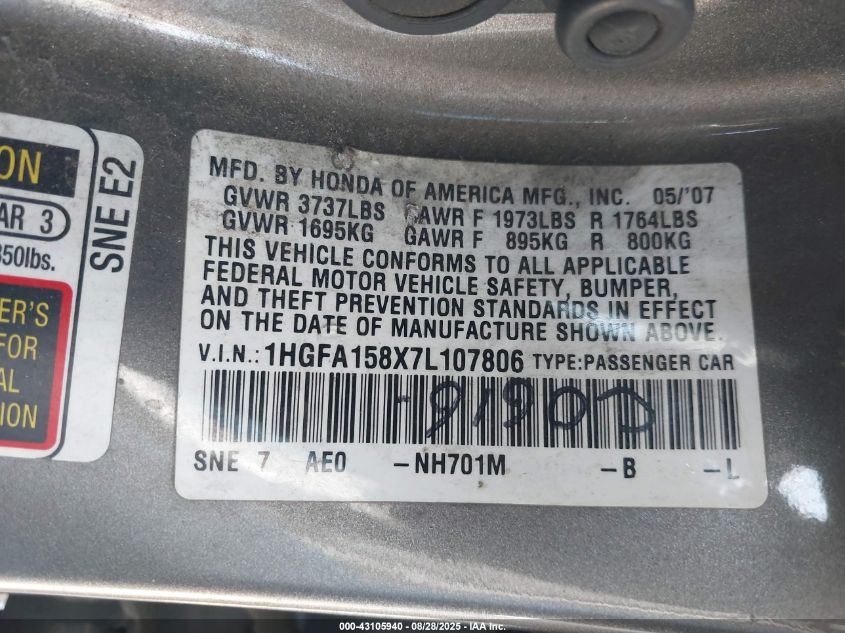 ON
AR 3
350lbs.
ER'S
FOR
AL
TION
SNE E2
MFD. BY HONDA OF AMERICA MFG., INC. 05/'07
GVWR 3737LBS GAWR F 1973LBS R 1764LBS
GVWR 1695KG GAWR F 895KG R 800KG
THIS VEHICLE CONFORMS TO ALL APPLICABLE
FEDERAL MOTOR VEHICLE SAFETY, BUMPER,
AND THEFT PREVENTION STANDARDS IN EFFECT
ON THE DATE OF MANUFACTURE SHOWN ABOVE.
V.I.N.: 1HGFA158X7L107806 TYPE:PASSENGER CAR
SNE 7 AE0 -NH701M -B -L
000-43105940 - 08/28/2025 - IAA Inc.